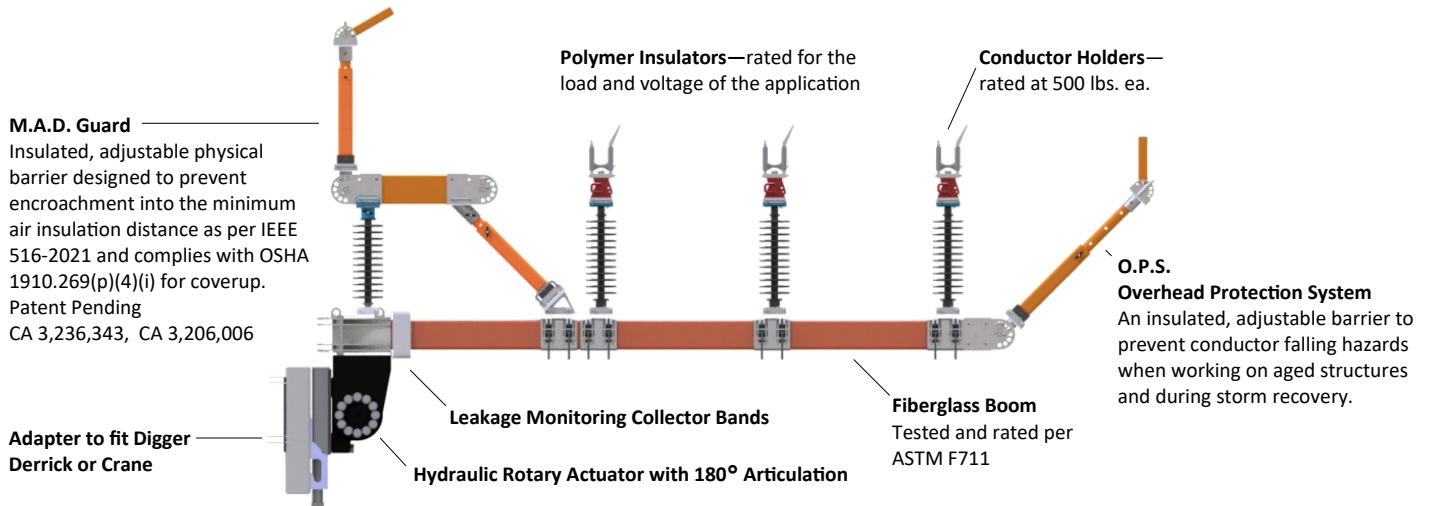 Polymer Insulators—rated for the
load and voltage of the application
Conductor Holders—
rated at 500 lbs. ea.
M.A.D. Guard
Insulated, adjustable physical
barrier designed to prevent
encroachment into the minimum
air insulation distance as per IEEE
516-2021 and complies with OSHA
1910.269(p)(4)(i) for coverup.
Patent Pending
CA 3,236,343, CA 3,206,006
O.P.S.
Overhead Protection System
An insulated, adjustable barrier to
prevent conductor falling hazards
when working on aged structures
and during storm recovery.
Leakage Monitoring Collector Bands
Fiberglass Boom
Tested and rated per
ASTM F711
Adapter to fit Digger
Derrick or Crane
Hydraulic Rotary Actuator with 180° Articulation